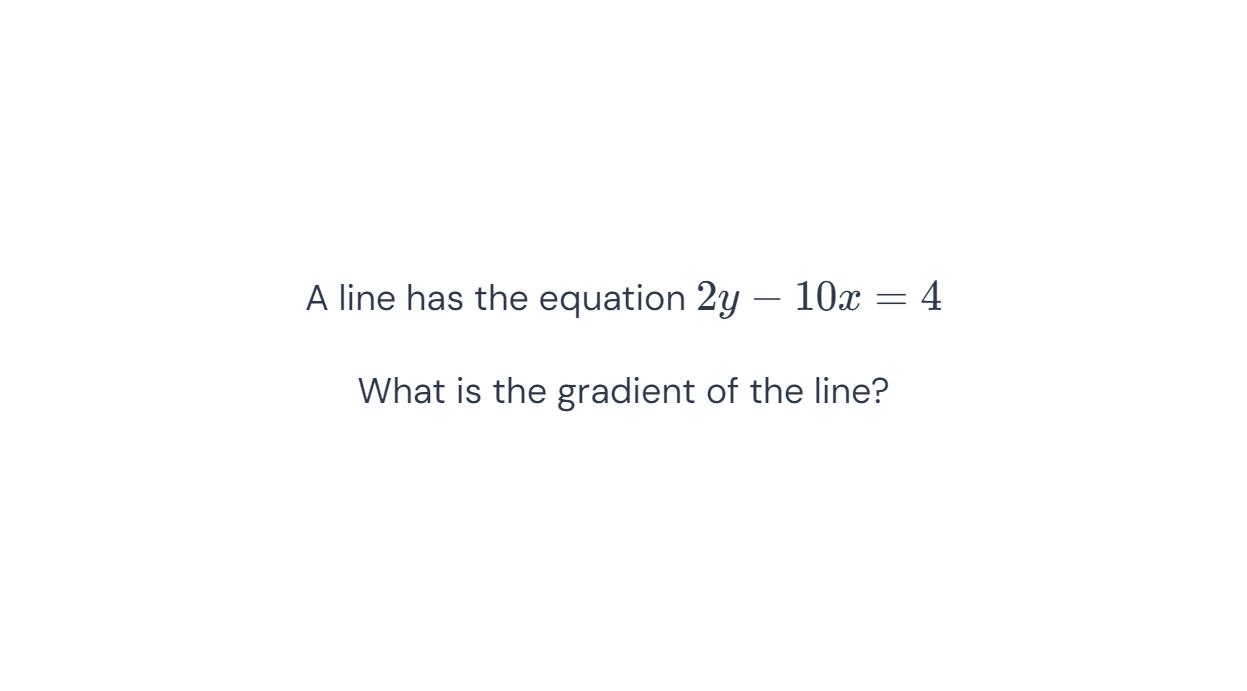 A line has the equation 2y − 10x = 4
What is the gradient of the line?